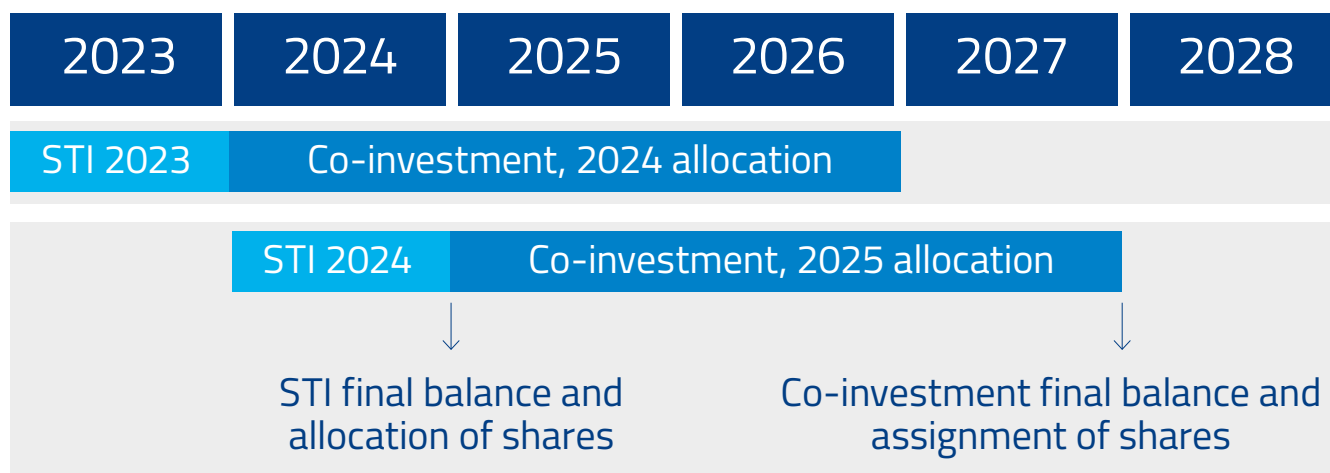 2023 2024 2025 2026 2027 2028
STI 2023 Co-investment, 2024 allocation
STI 2024 Co-investment, 2025 allocation
STI final balance and
allocation of shares
Co-investment final balance and
assignment of shares